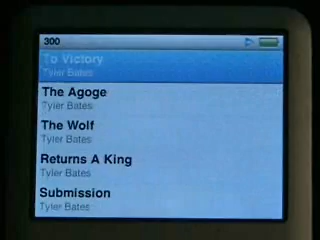 300
To Victory
Tyler Bates
The Agoge
Tyler Bates
The Wolf
Tyler Bates
Returns A King
Tyler Bates
Submission
Tyler Bates